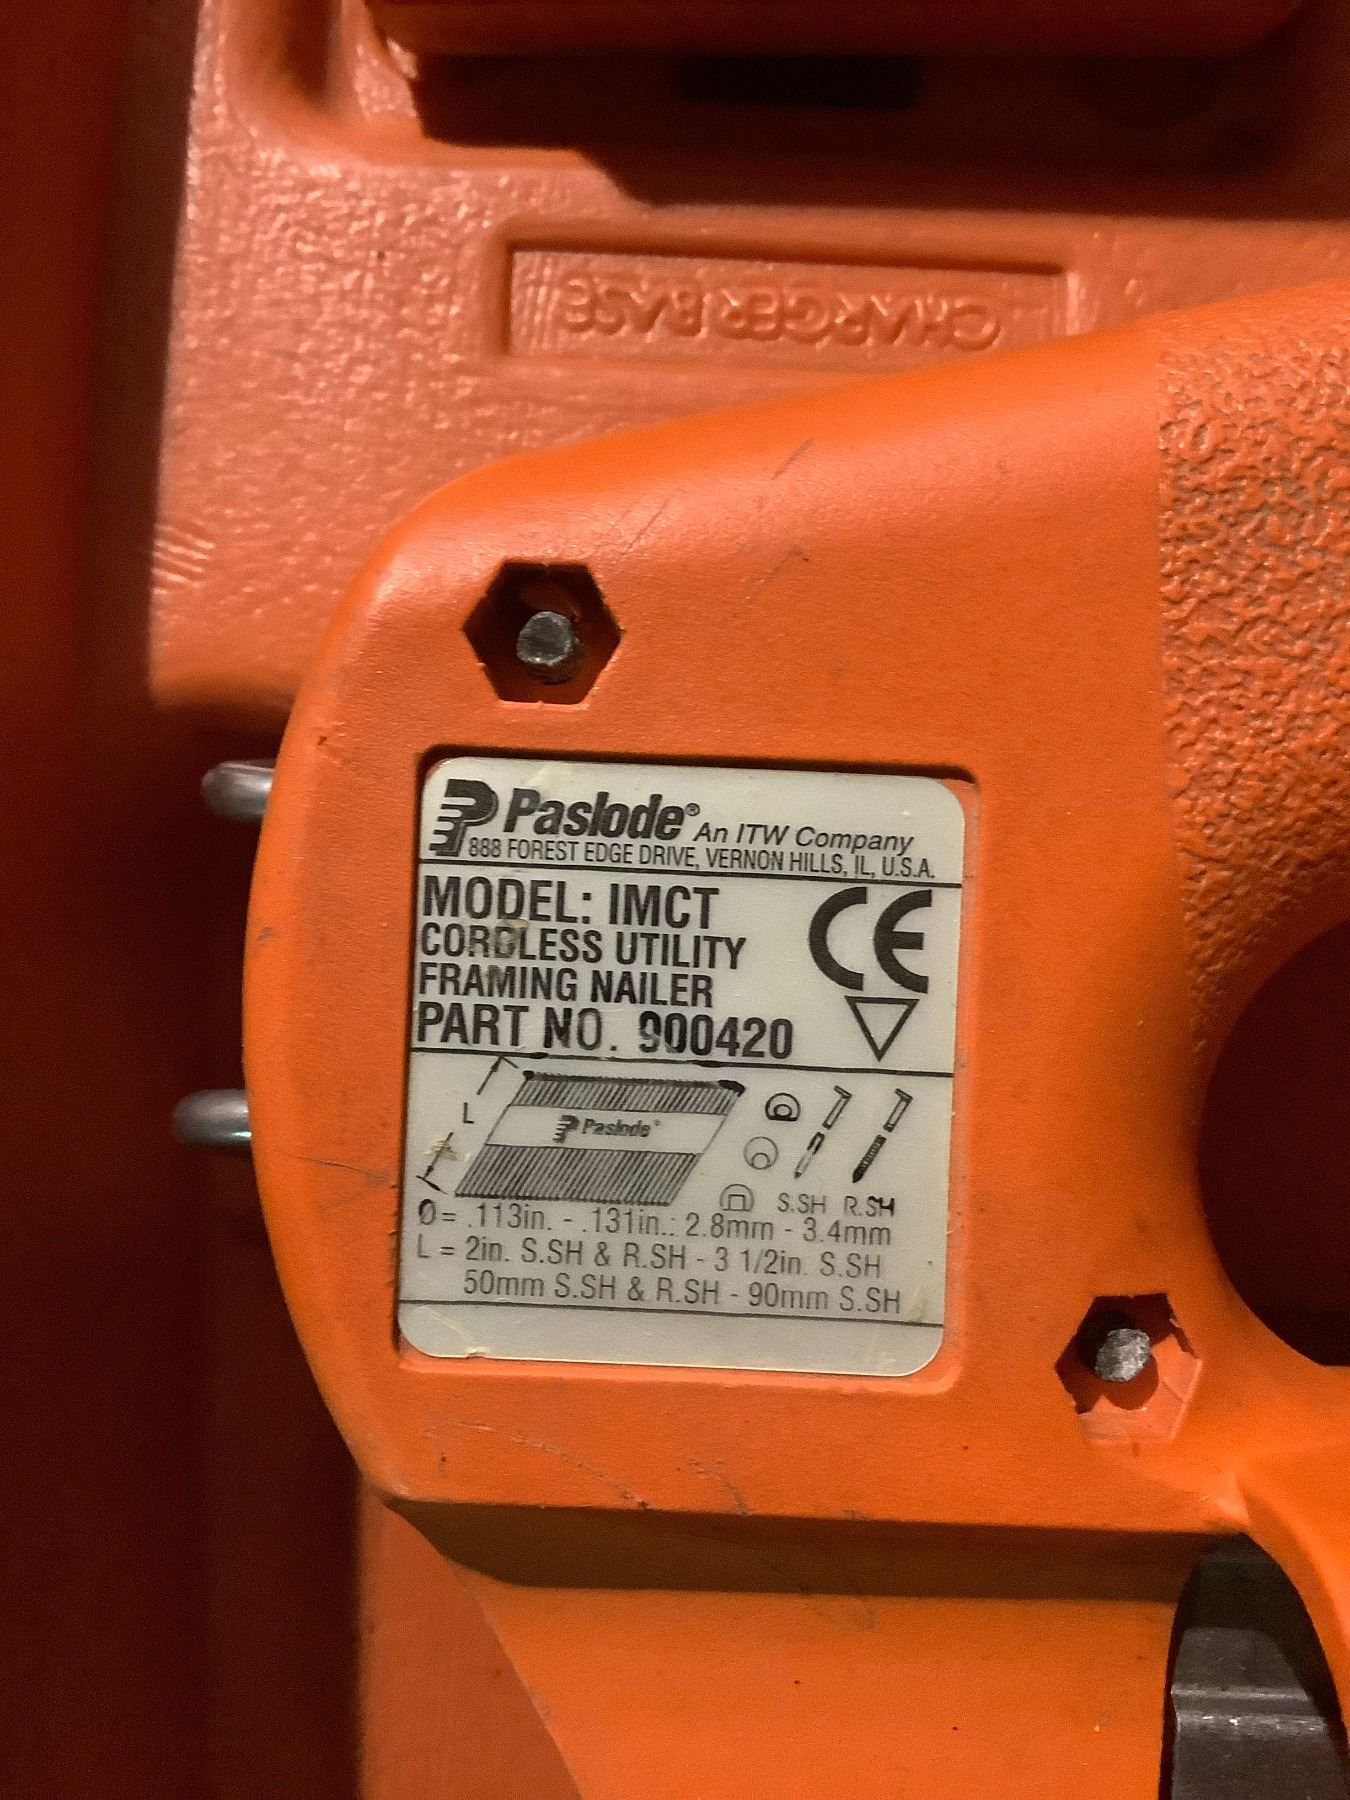 CHARGER BASE
Paslode® An ITW Company
888 FOREST EDGE DRIVE, VERNON HILLS, IL, U.S.A.
MODEL: IMCT
CORDLESS UTILITY
FRAMING NAILER
PART NO. 900420
CE
L
Paslode®
S.SH R.SH
Ø= .113in. - .131in.: 2.8mm - 3.4mm
L = 2in. S.SH & R.SH - 3 1/2in. S.SH
50mm S.SH & R.SH - 90mm S.SH